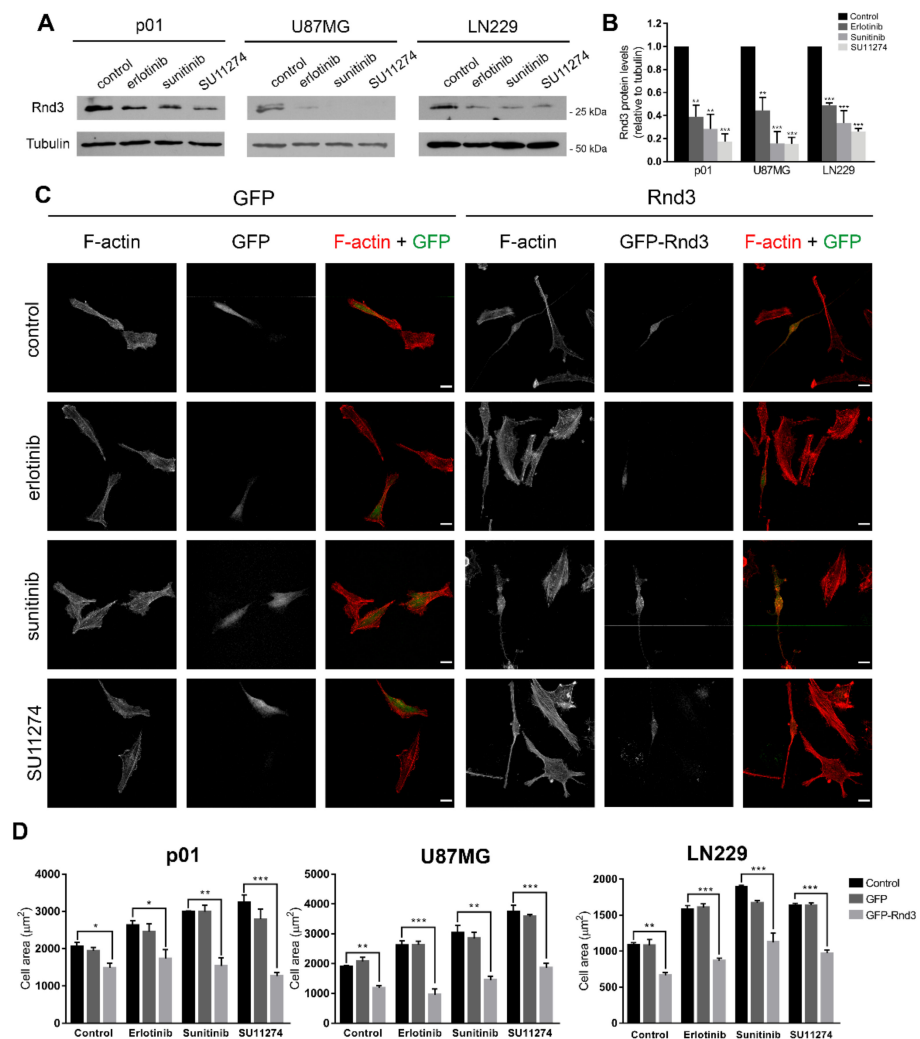 A
p01
U87MG
LN229
control
erlotinib
sunitinib
SU11274
control
erlotinib
sunitinib
SU11274
control
erlotinib
sunitinib
SU11274
Rnd3
- 25 kDa
Tubulin
- 50 kDa
B
Control
Erlotinib
Sunitinib
SU11274
Rnd3 protein levels
(relative to tubulin)
1.2
1.0
0.8
0.6
0.4
0.2
0.0
** ** *** ** *** *** *** *** ***
p01 U87MG LN229
C
GFP Rnd3
F-actin GFP F-actin + GFP F-actin GFP-Rnd3 F-actin + GFP
control
erlotinib
sunitinib
SU11274
D
p01
Cell area (μm²)
4000
3000
2000
1000
0
* * ** ***
Control Erlotinib Sunitinib SU11274
U87MG
Cell area (μm²)
5000
4000
3000
2000
1000
0
** *** ** ***
Control Erlotinib Sunitinib SU11274
LN229
Cell area (μm²)
2000
1500
1000
500
0
** *** *** ***
Control Erlotinib Sunitinib SU11274
Control
GFP
GFP-Rnd3